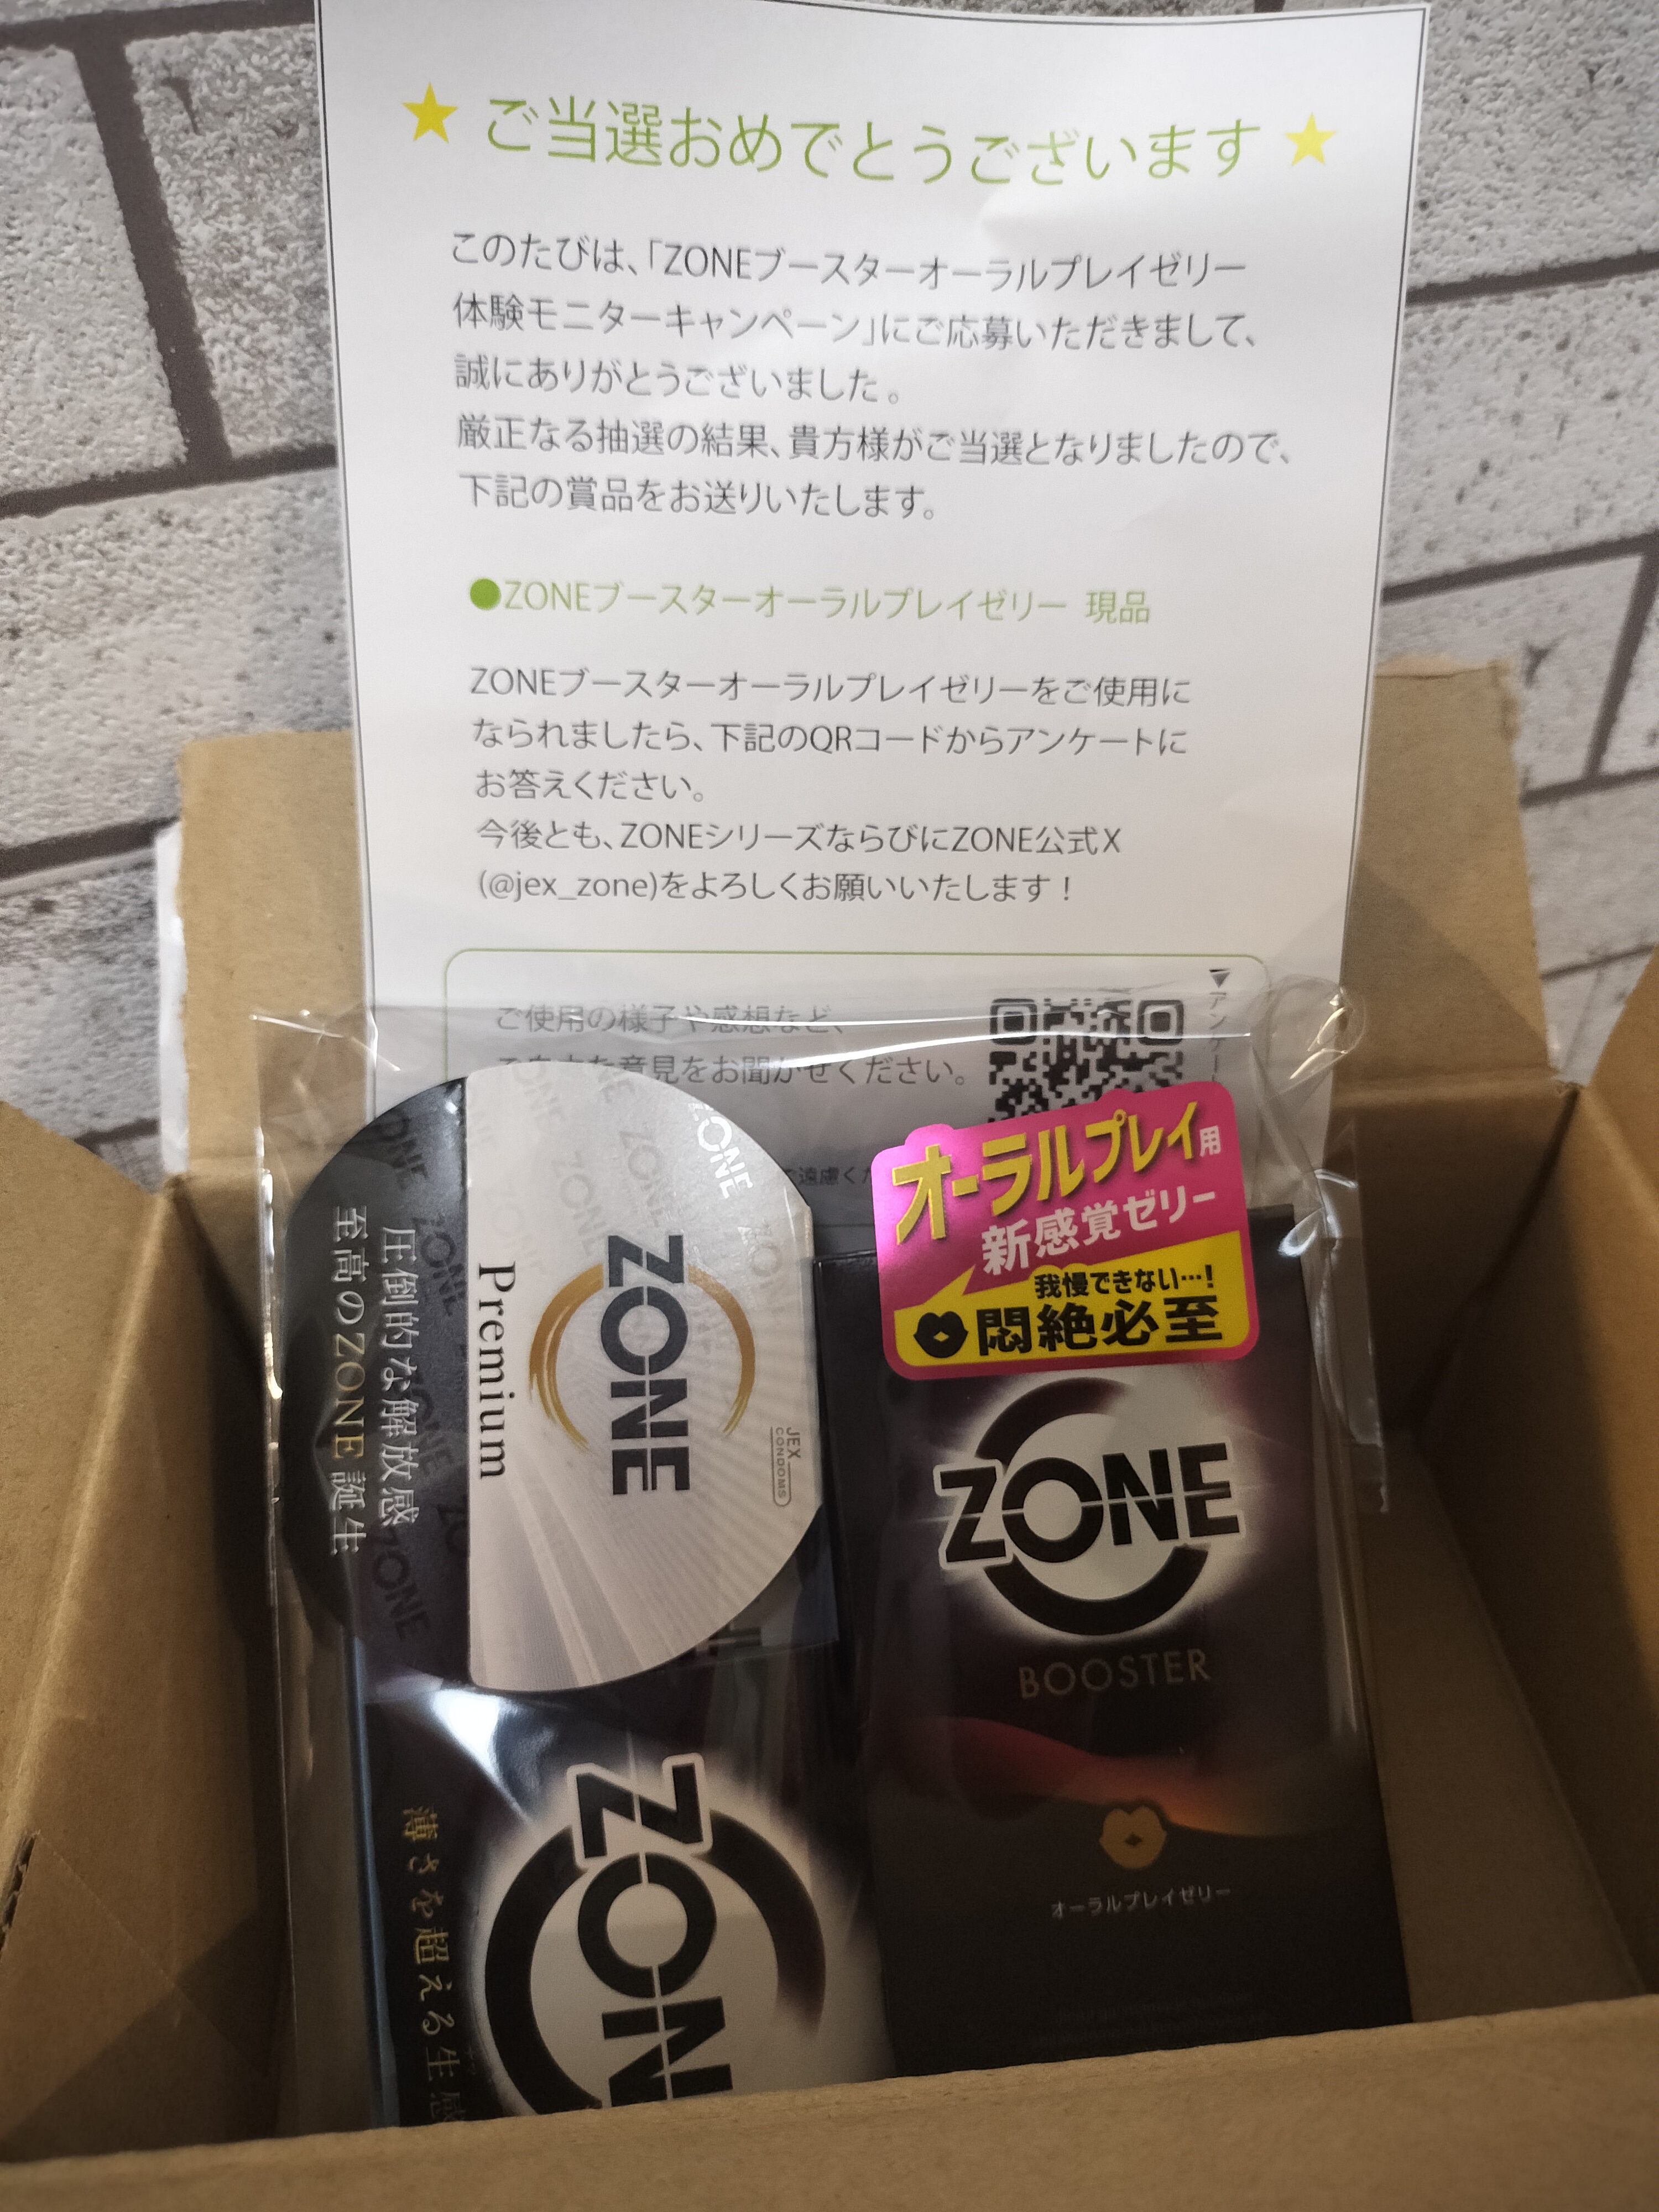 ★ご当選おめでとうございます★
このたびは、「ZONEブースターオーラルプレイゼリー
体験モニターキャンペーン」にご応募いただきまして、
誠にありがとうございました。
厳正なる抽選の結果、貴方様がご当選となりましたので、
下記の賞品をお送りいたします。
●ZONEブースターオーラルプレイゼリー 現品
ZONEブースターオーラルプレイゼリーをご使用に
なられましたら、下記のQRコードからアンケートに
お答えください。
今後とも、ZONEシリーズならびにZONE公式X
(@jex_zone)をよろしくお願いいたします！
ご使用の様子や感想など、
意見をお聞かせください。
▼アンケート
ご遠慮く
ZONE
ZONE
Premium
JEX
CONDOMS
圧倒的な解放感
至高のZONE誕生
ZON
薄さを超える生感
オーラルプレイ用
新感覚ゼリー
我慢できない…!
悶絶必至
ZONE
BOOSTER
オーラルプレイゼリー